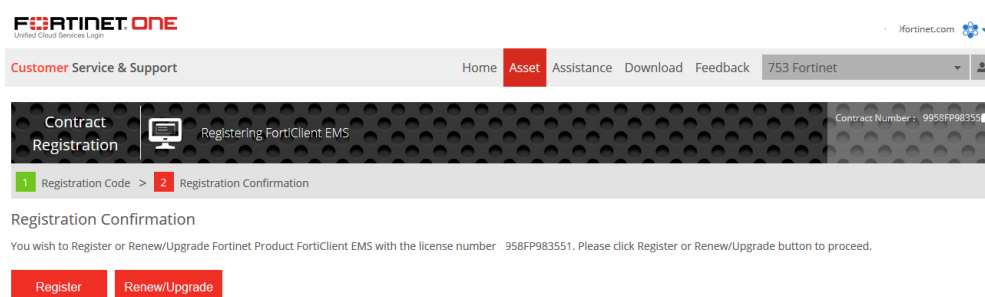 FORTINET ONE
Unified Cloud Services Login
fortinet.com
Customer Service & Support
Home Asset Assistance Download Feedback 753 Fortinet
Contract Registration
Registering FortiClient EMS
Contract Number : 9958FP98355
1 Registration Code > 2 Registration Confirmation
Registration Confirmation
You wish to Register or Renew/Upgrade Fortinet Product FortiClient EMS with the license number 958FP983551. Please click Register or Renew/Upgrade button to proceed.
Register Renew/Upgrade